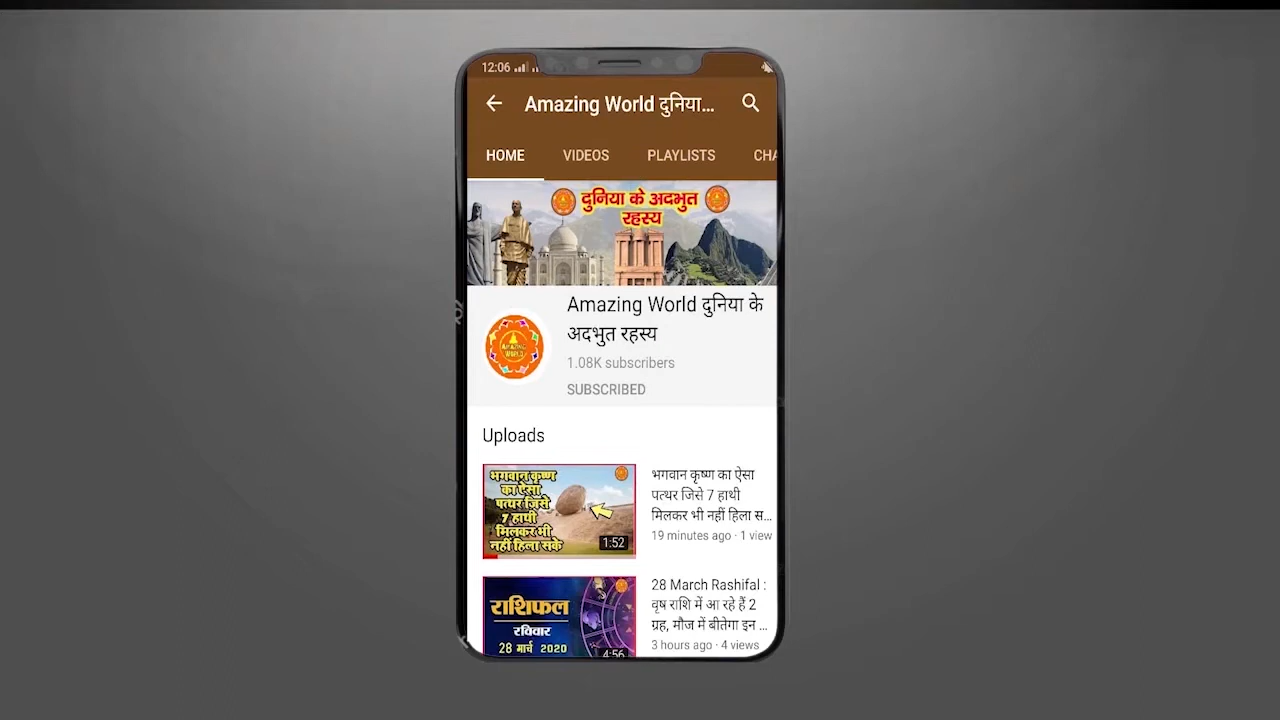 12:06
Amazing World दुनिया...
HOME VIDEOS PLAYLISTS CHA
दुनिया के अदभुत
रहस्य
Amazing World दुनिया के
अदभुत रहस्य
AMAZING
WORLD
1.08K subscribers
SUBSCRIBED
Uploads
भगवान कृष्ण
का ऐसा
पत्थर जिसे
7 हाथी
मिलकर भी
नहीं हिला सके
1:52
भगवान कृष्ण का ऐसा
पत्थर जिसे 7 हाथी
मिलकर भी नहीं हिला स...
19 minutes ago · 1 view
राशिफल
रविवार
28 मार्च 2020
4:56
28 March Rashifal :
वृष राशि में आ रहे हैं 2
ग्रह, मौज में बीतेगा इन ...
3 hours ago · 4 views